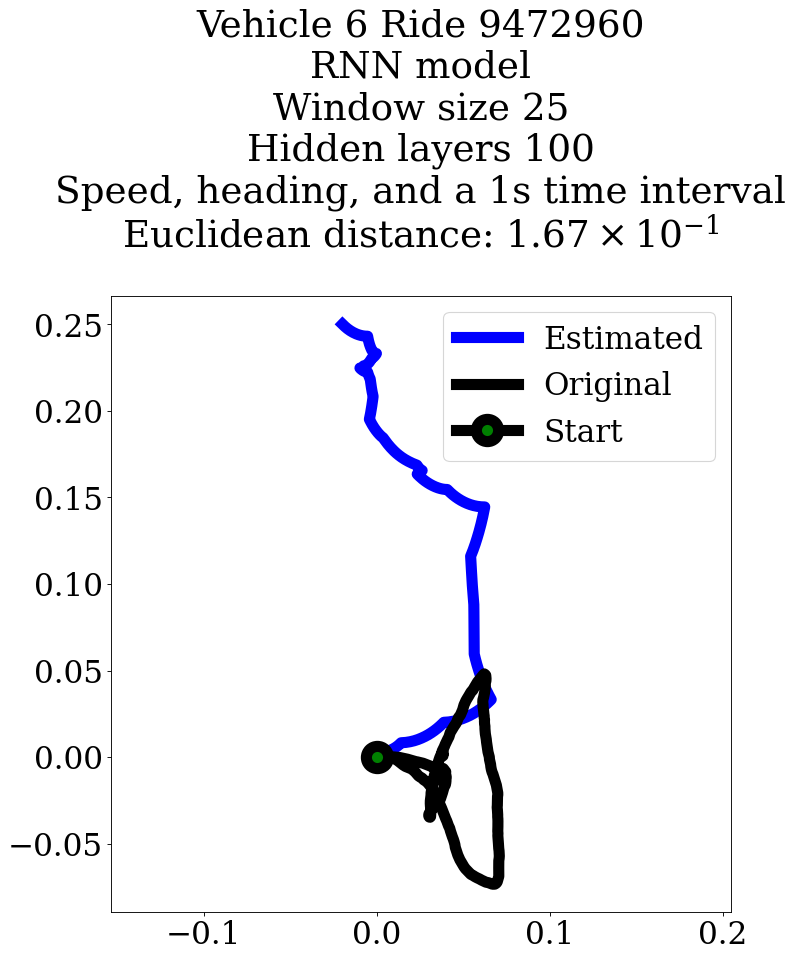 Vehicle 6 Ride 9472960
RNN model
Window size 25
Hidden layers 100
Speed, heading, and a 1s time interval
Euclidean distance: 1.67 × 10⁻¹
Estimated
Original
Start
0.25
0.20
0.15
0.10
0.05
0.00
−0.05
−0.1 0.0 0.1 0.2